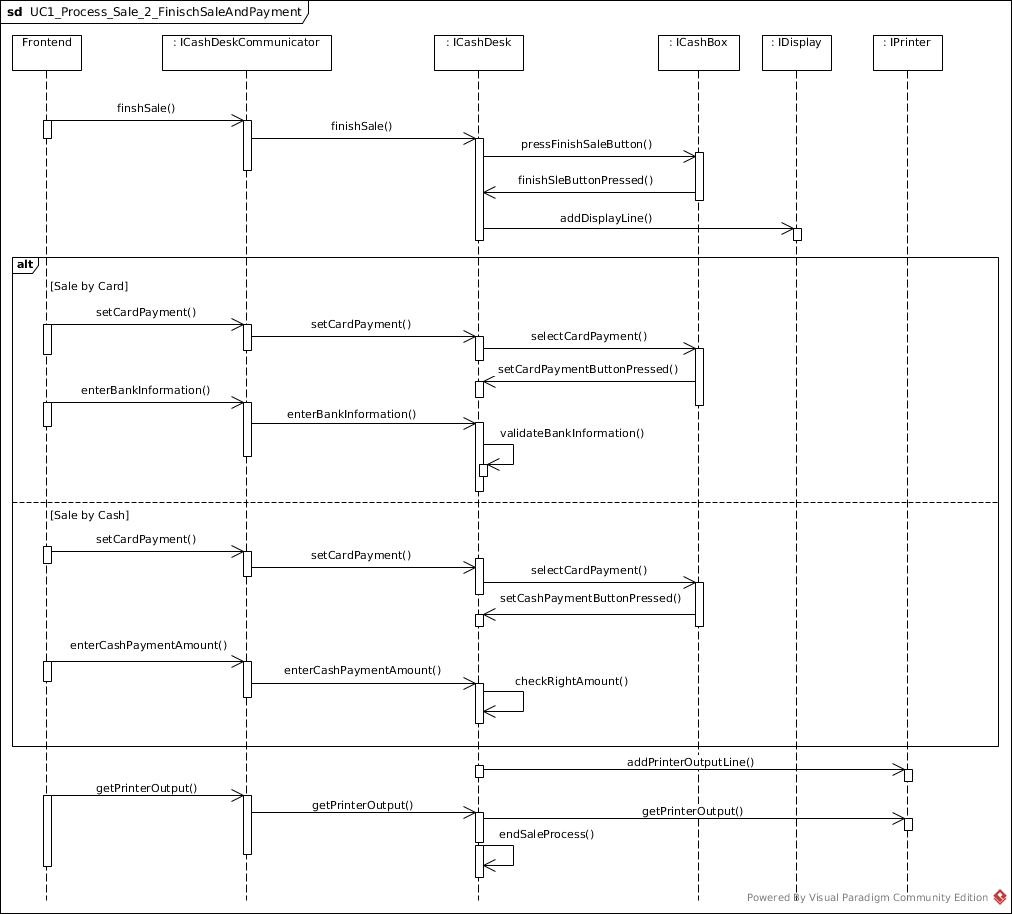 sd UC1_Process_Sale_2_FinischSaleAndPayment
Frontend
: ICashDeskCommunicator
: ICashDesk
: ICashBox
: IDisplay
: IPrinter
finshSale()
finishSale()
pressFinishSaleButton()
finishSleButtonPressed()
addDisplayLine()
alt
[Sale by Card]
setCardPayment()
setCardPayment()
selectCardPayment()
setCardPaymentButtonPressed()
enterBankInformation()
enterBankInformation()
validateBankInformation()
[Sale by Cash]
setCardPayment()
setCardPayment()
selectCardPayment()
setCashPaymentButtonPressed()
enterCashPaymentAmount()
enterCashPaymentAmount()
checkRightAmount()
addPrinterOutputLine()
getPrinterOutput()
getPrinterOutput()
getPrinterOutput()
endSaleProcess()
Powered By Visual Paradigm Community Edition